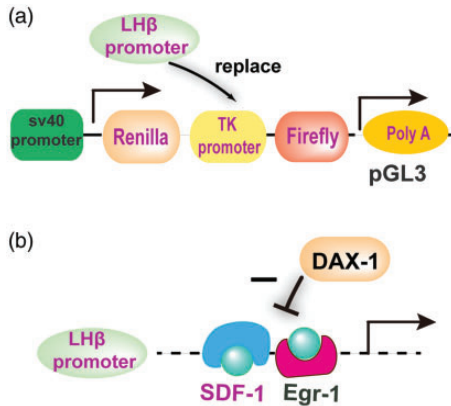 (a)
LHβ
promoter
replace
sv40
promoter
Renilla
TK
promoter
Firefly
Poly A
pGL3
(b)
DAX-1
LHβ
promoter
SDF-1
Egr-1